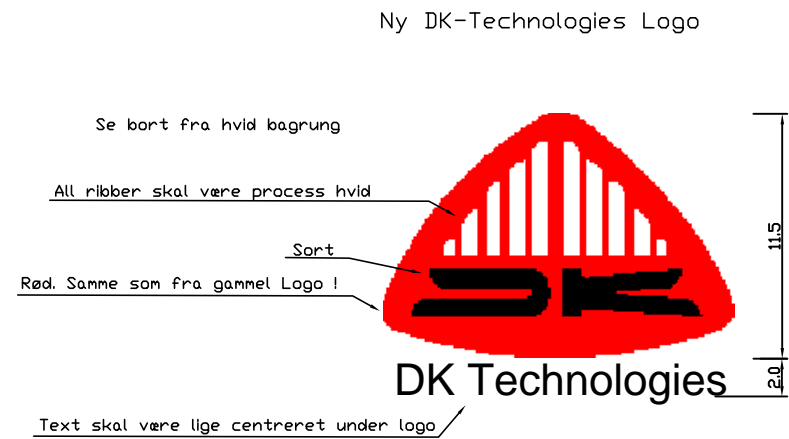 Ny DK-Technologies Logo
Se bort fra hvid bagrung
All ribber skal være process hvid
11.5
Sort
Rød. Samme som fra gammel Logo !
DK
DK Technologies
2.0
Text skal være lige centreret under logo